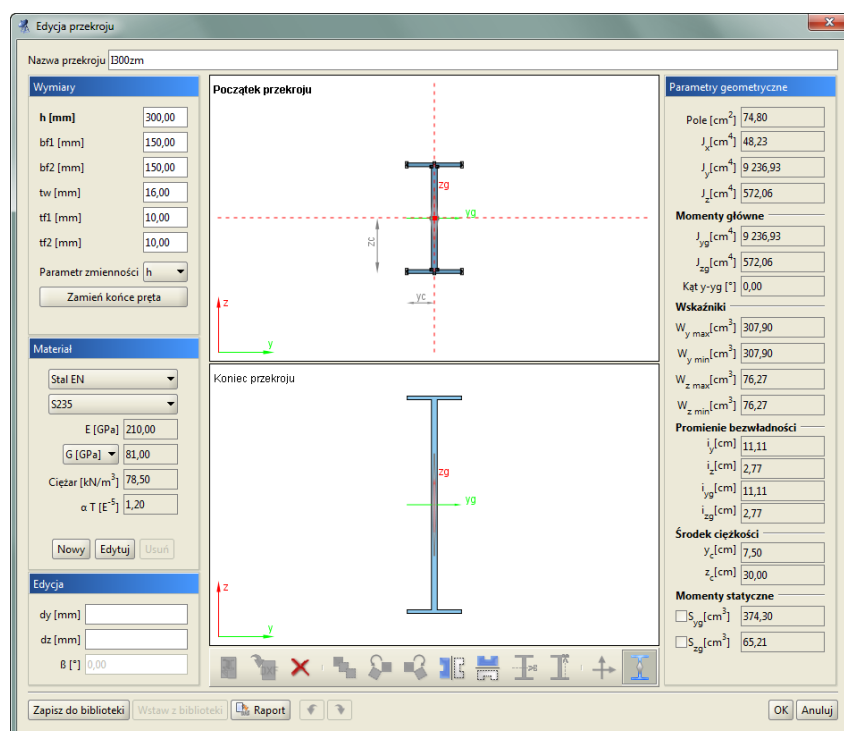 Edycja przekroju
Nazwa przekroju I300zm
Wymiary
h [mm] 300,00
bf1 [mm] 150,00
bf2 [mm] 150,00
tw [mm] 16,00
tf1 [mm] 10,00
tf2 [mm] 10,00
Parametr zmienności h
Zamień końce pręta
Materiał
Stal EN
S235
E [GPa] 210,00
G [GPa] 81,00
Ciężar [kN/m³] 78,50
α T [E⁻⁵] 1,20
Nowy Edytuj Usuń
Edycja
dy [mm]
dz [mm]
ß [°] 0,00
Początek przekroju
zg
yg
zc
yc
z
y
Koniec przekroju
zg
yg
z
y
DXF
Parametry geometryczne
Pole [cm²] 74,80
Jx[cm⁴] 48,23
Jy[cm⁴] 9 236,93
Jz[cm⁴] 572,06
Momenty główne
Jyg[cm⁴] 9 236,93
Jzg[cm⁴] 572,06
Kąt y-yg [°] 0,00
Wskaźniki
Wy max[cm³] 307,90
Wy min[cm³] 307,90
Wz max[cm³] 76,27
Wz min[cm³] 76,27
Promienie bezwładności
iy[cm] 11,11
iz[cm] 2,77
iyg[cm] 11,11
izg[cm] 2,77
Środek ciężkości
yc[cm] 7,50
zc[cm] 30,00
Momenty statyczne
Syg[cm³] 374,30
Szg[cm³] 65,21
Zapisz do biblioteki Wstaw z biblioteki Raport OK Anuluj